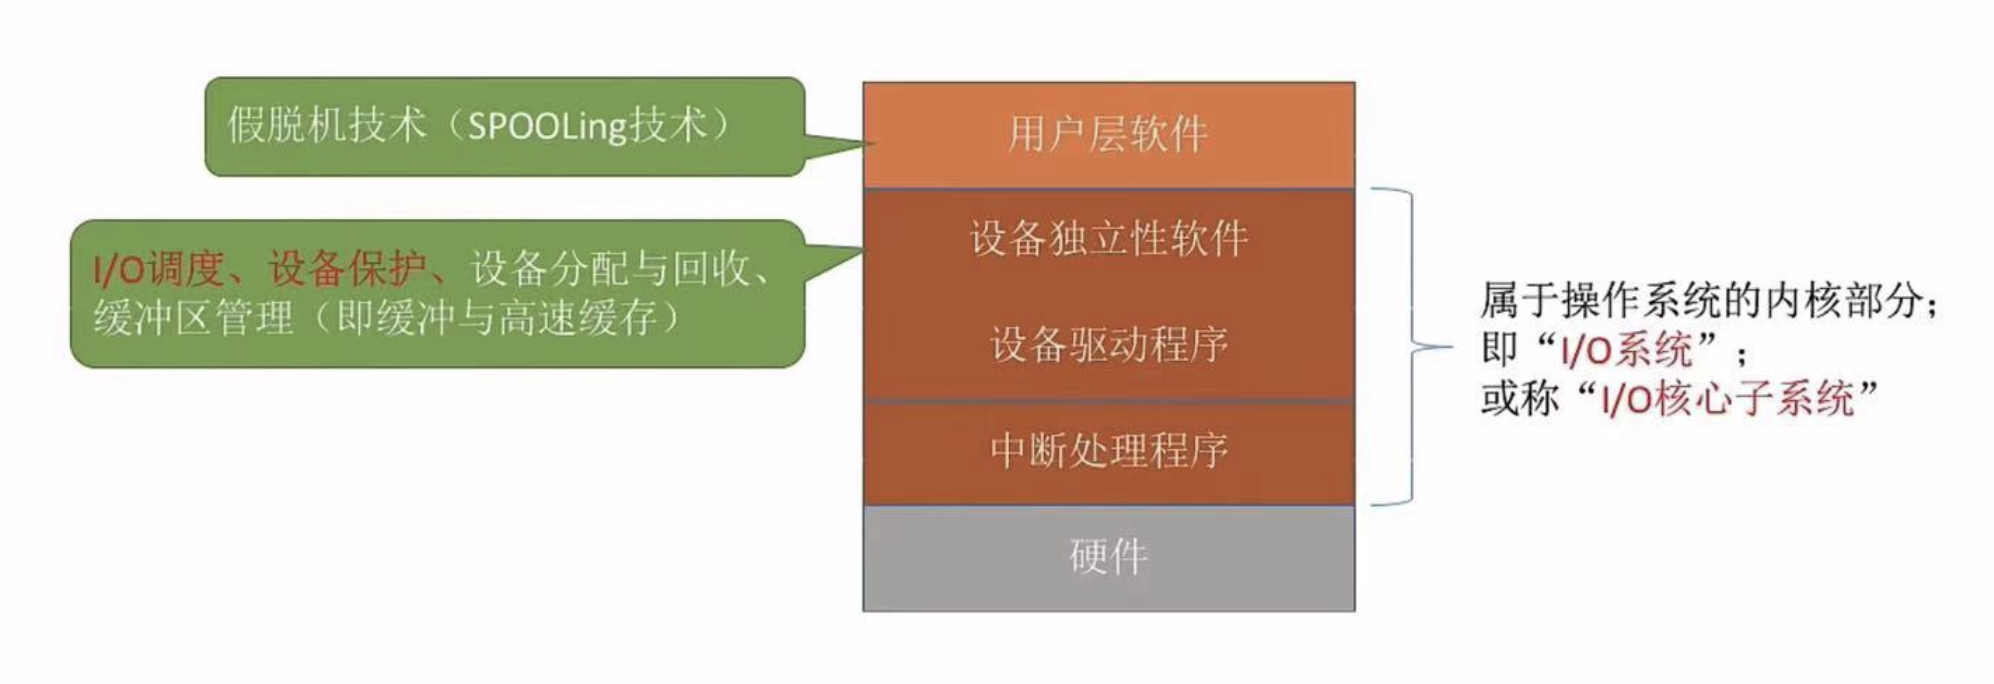 假脱机技术（SPOOLing技术）
用户层软件
I/O调度、设备保护、设备分配与回收、
缓冲区管理（即缓冲与高速缓存）
设备独立性软件
设备驱动程序
中断处理程序
硬件
属于操作系统的内核部分；
即“I/O系统”；
或称“I/O核心子系统”